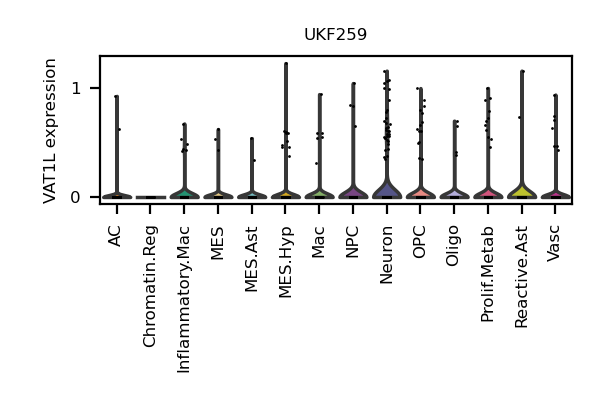 UKF259
VAT1L expression
1
0
AC
Chromatin.Reg
Inflammatory.Mac
MES
MES.Ast
MES.Hyp
Mac
NPC
Neuron
OPC
Oligo
Prolif.Metab
Reactive.Ast
Vasc